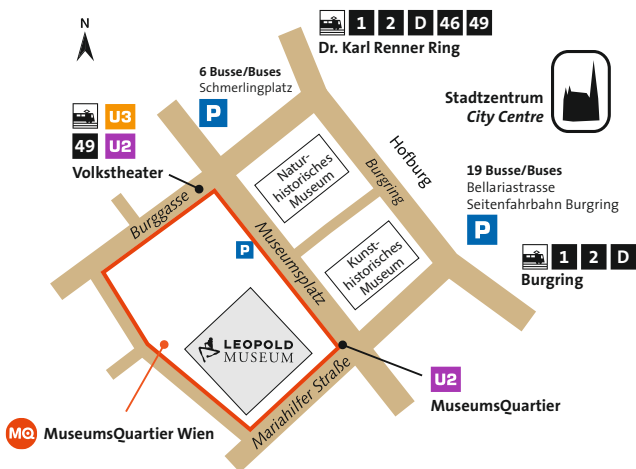 N
1 2 D 46 49
Dr. Karl Renner Ring
6 Busse/Buses
Schmerlingplatz
P
Stadtzentrum
City Centre
U3
49 U2
Volkstheater
Natur-
historisches
Museum
Hofburg
Burgring
19 Busse/Buses
Bellariastrasse
Seitenfahrbahn Burgring
P
Burggasse
Museumsplatz
P
Kunst-
historisches
Museum
1 2 D
Burgring
LEOPOLD
MUSEUM
Mariahilfer Straße
U2
MuseumsQuartier
MQ MuseumsQuartier Wien